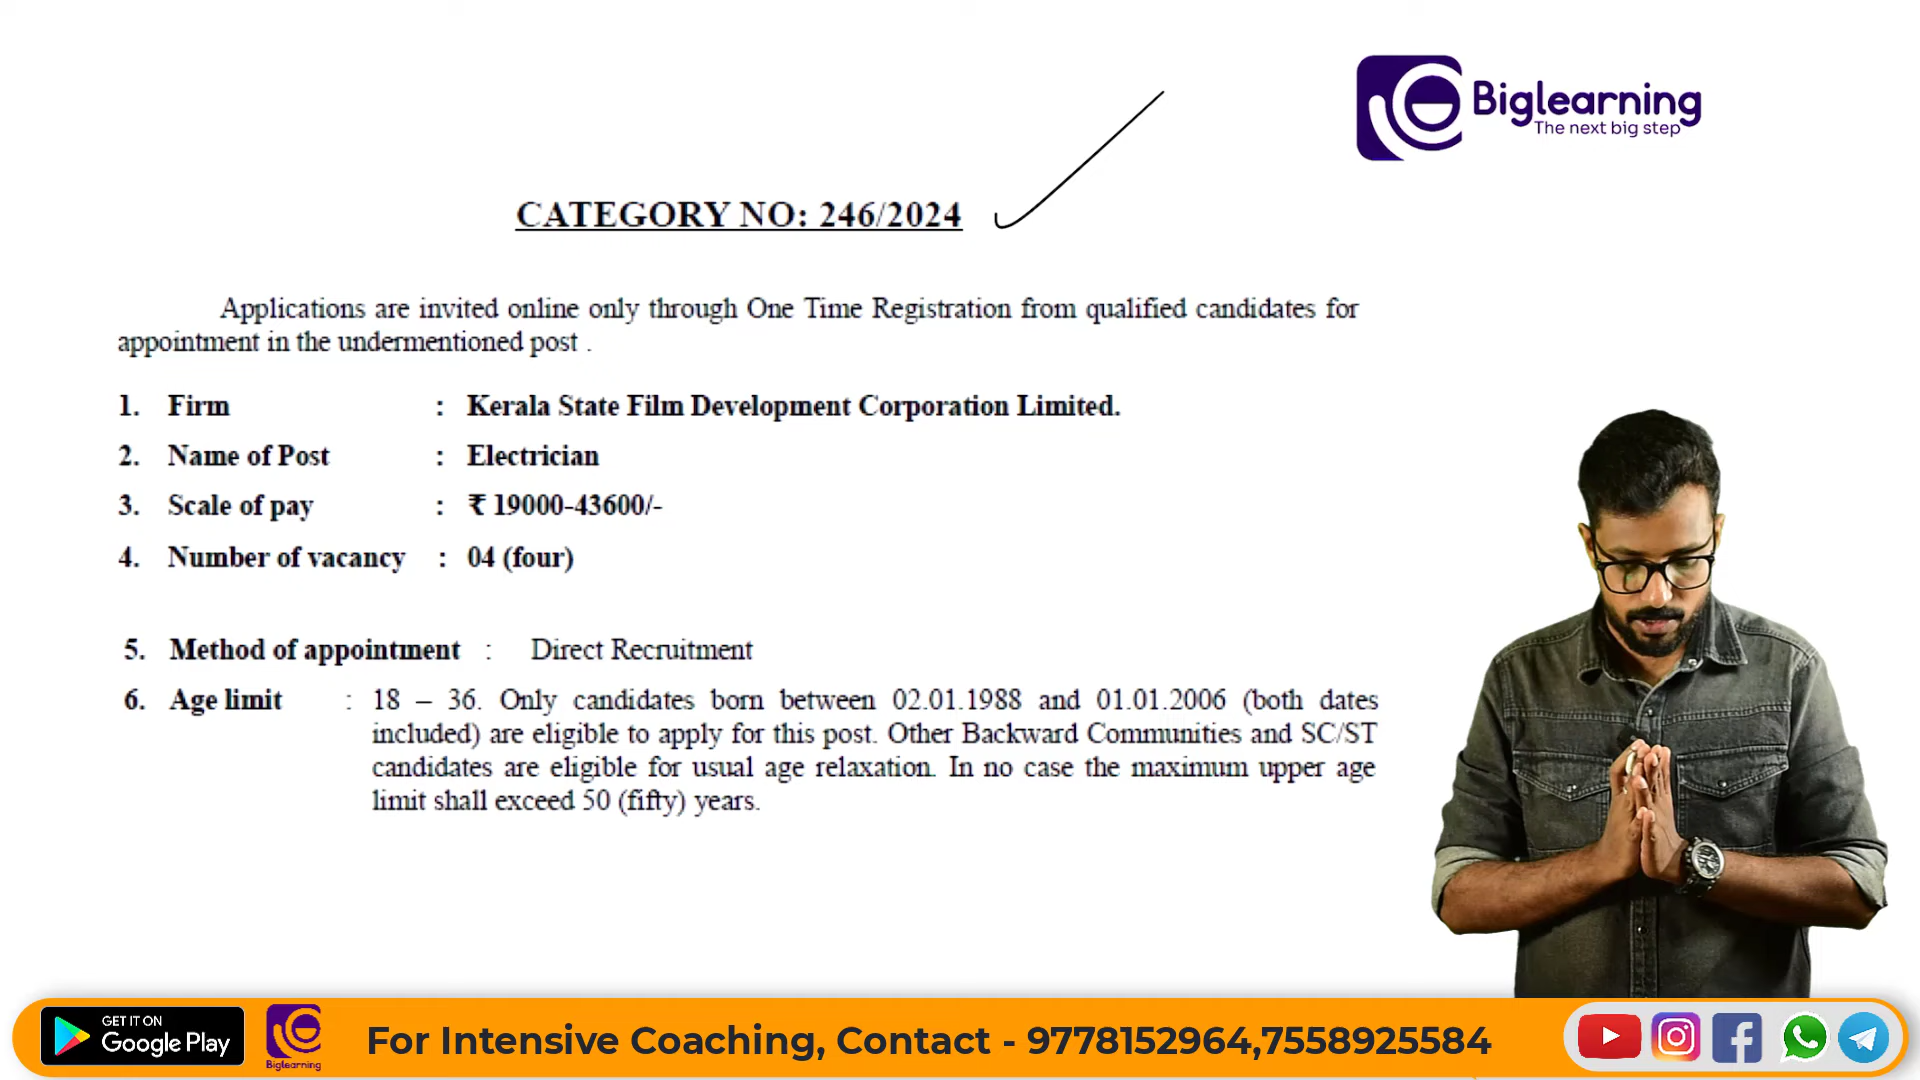 Biglearning
The next big step
CATEGORY NO: 246/2024
Applications are invited online only through One Time Registration from qualified candidates for
appointment in the undermentioned post .
1. Firm : Kerala State Film Development Corporation Limited.
2. Name of Post : Electrician
3. Scale of pay : ₹ 19000-43600/-
4. Number of vacancy : 04 (four)
5. Method of appointment : Direct Recruitment
6. Age limit : 18 – 36. Only candidates born between 02.01.1988 and 01.01.2006 (both dates
included) are eligible to apply for this post. Other Backward Communities and SC/ST
candidates are eligible for usual age relaxation. In no case the maximum upper age
limit shall exceed 50 (fifty) years.
GET IT ON
Google Play
Biglearning
For Intensive Coaching, Contact - 9778152964,7558925584